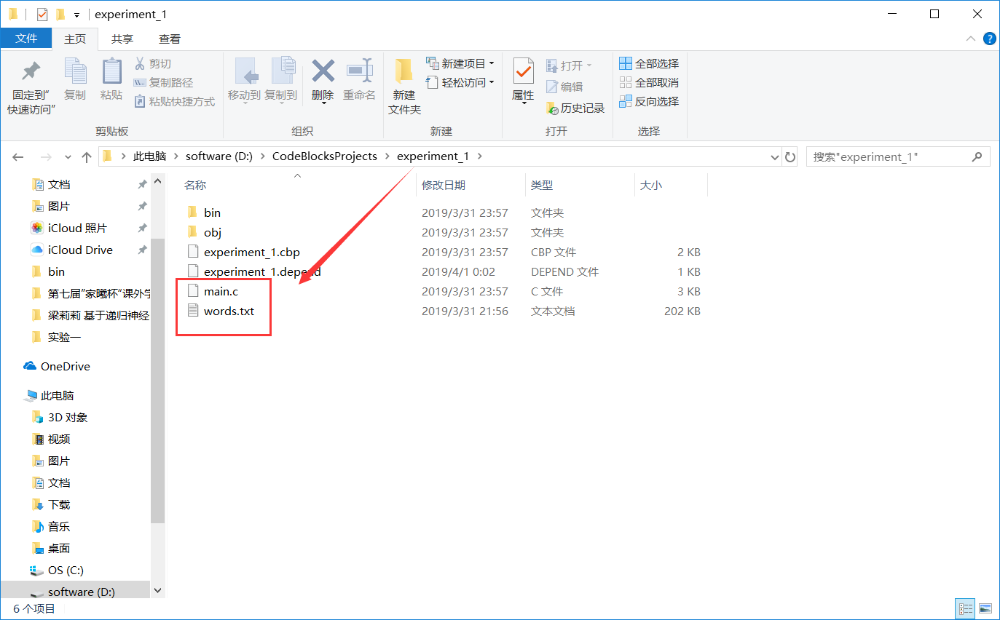 experiment_1
文件 主页 共享 查看
固定到"
快速访问"
复制
粘贴
剪切
复制路径
粘贴快捷方式
剪贴板
移动到
复制到
删除
重命名
组织
新建
文件夹
新建项目
轻松访问
新建
属性
打开
编辑
历史记录
打开
全部选择
全部取消
反向选择
选择
此电脑 software (D:) CodeBlocksProjects experiment_1
搜索"experiment_1"
文档
图片
iCloud 照片
iCloud Drive
bin
第七届"家曦杯"课外学
梁莉莉 基于递归神经
实验一
OneDrive
此电脑
3D 对象
视频
图片
文档
下载
音乐
桌面
OS (C:)
software (D:)
名称 修改日期 类型 大小
bin 2019/3/31 23:57 文件夹
obj 2019/3/31 23:57 文件夹
experiment_1.cbp 2019/3/31 23:57 CBP 文件 2 KB
experiment_1.depend 2019/4/1 0:02 DEPEND 文件 1 KB
main.c 2019/3/31 23:57 C 文件 3 KB
words.txt 2019/3/31 21:56 文本文档 202 KB
6 个项目